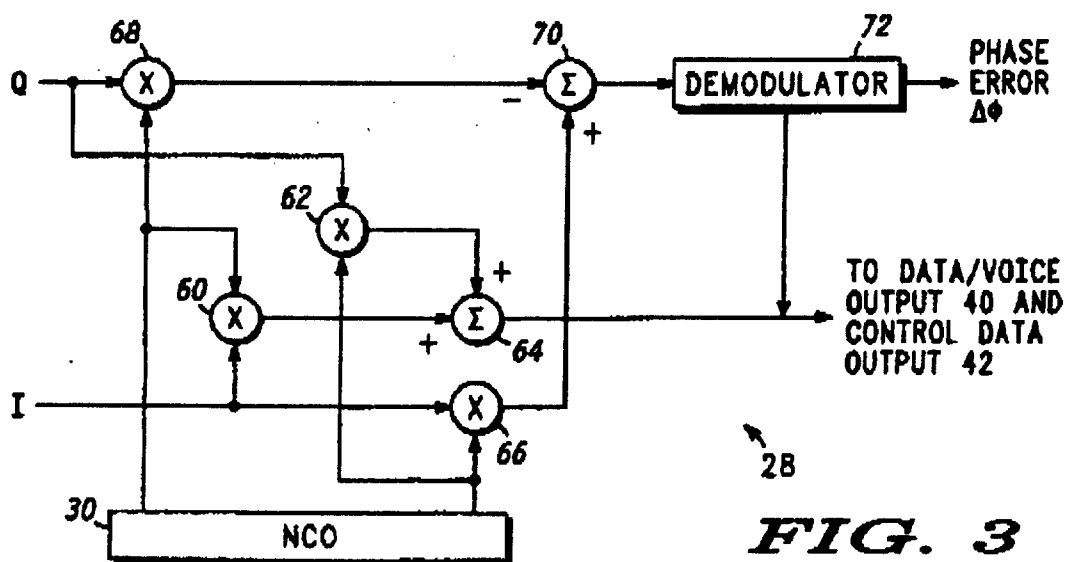 68
70
72
Q
X
Σ
DEMODULATOR
PHASE
ERROR
ΔΦ
-
+
62
X
60
X
+
Σ
+
64
TO DATA/VOICE
OUTPUT 40 AND
CONTROL DATA
OUTPUT 42
I
X
66
28
30
NCO
FIG. 3